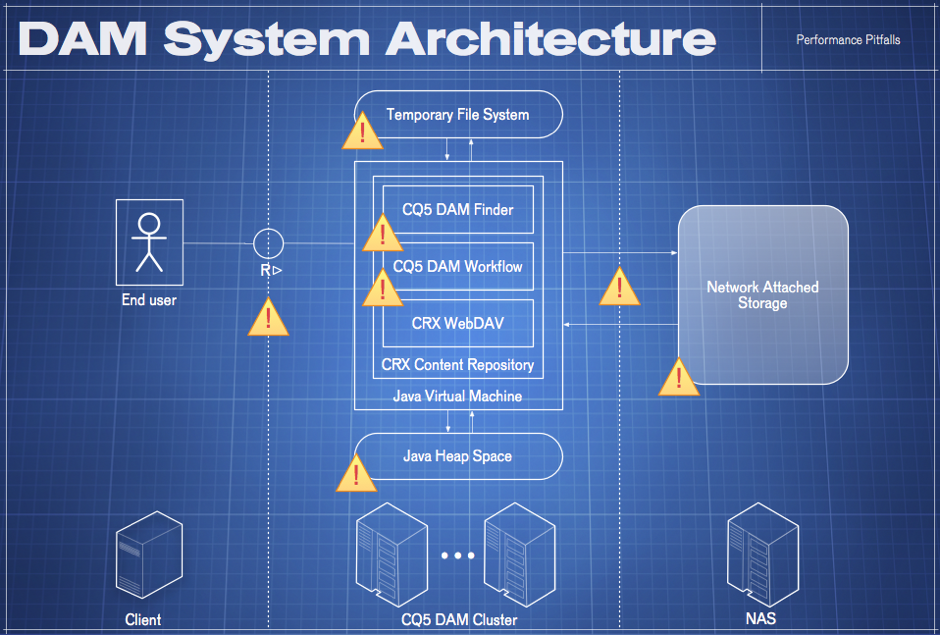 DAM System Architecture
Performance Pitfalls
Temporary File System
!
CQ5 DAM Finder
!
CQ5 DAM Workflow
!
CRX WebDAV
CRX Content Repository
Java Virtual Machine
Java Heap Space
!
End user
R
!
!
Network Attached
Storage
!
Client
CQ5 DAM Cluster
NAS